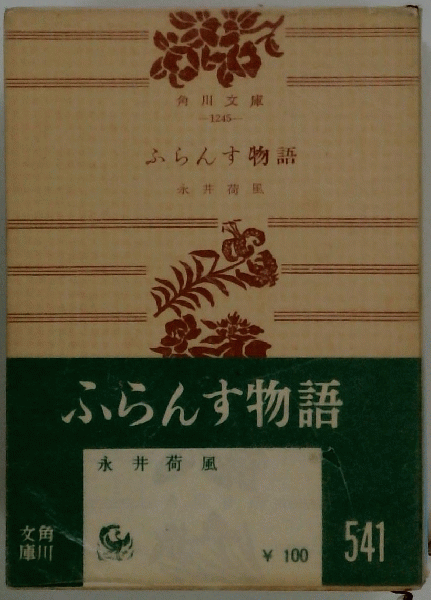 角川文庫
—1245—
ふらんす物語
永井荷風
ふらんす物語
永井荷風
角川文庫
¥ 100
541